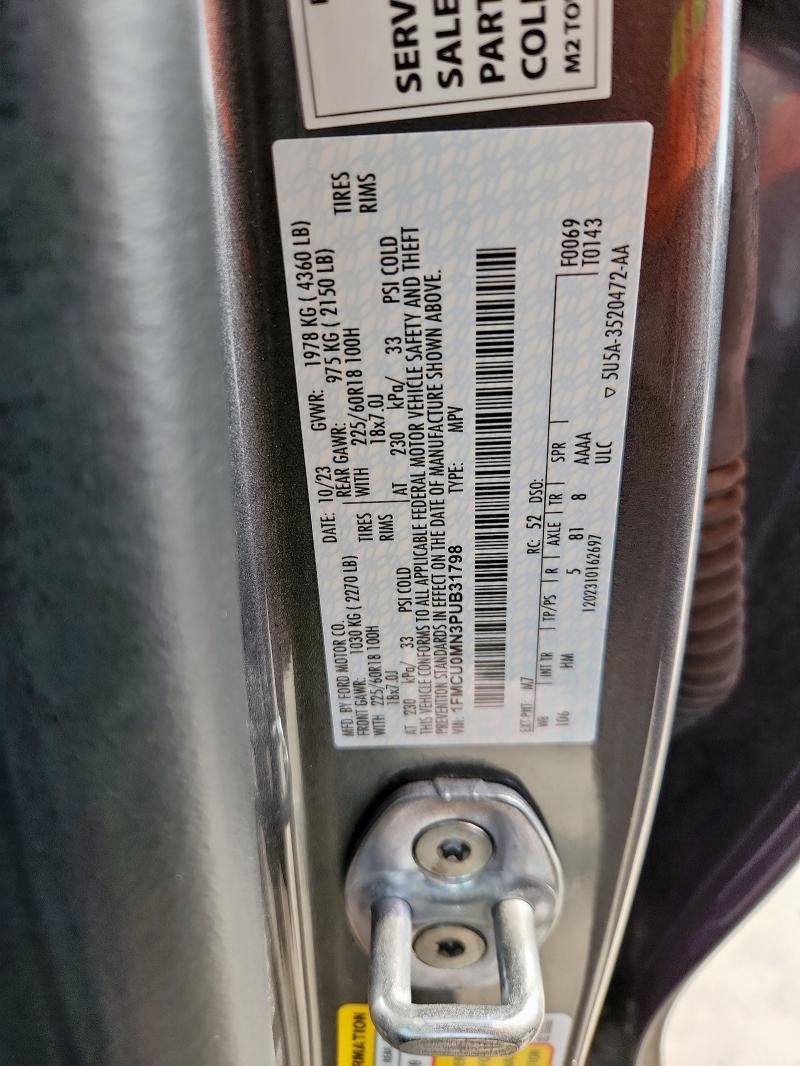 SERV
SALE
PART
COLL
M2 TO
MFD. BY FORD MOTOR CO.
DATE: 10/23 GVWR: 1978 KG ( 4360 LB)
FRONT GAWR: 1030 KG ( 2270 LB) REAR GAWR: 975 KG ( 2150 LB)
WITH 225/60R18 100H TIRES WITH 225/60R18 100H TIRES
18x7.0J RIMS 18x7.0J RIMS
AT 230 kPa/ 33 PSI COLD AT 230 kPa/ 33 PSI COLD
THIS VEHICLE CONFORMS TO ALL APPLICABLE FEDERAL MOTOR VEHICLE SAFETY AND THEFT
PREVENTION STANDARDS IN EFFECT ON THE DATE OF MANUFACTURE SHOWN ABOVE.
VIN: 1FMCU0MN3PUB31798 TYPE: MPV
EXT PNT: M7 RC: 52 DSO:
WB INT TR TP/PS R AXLE TR SPR F0069
106 HM 5 81 8 AAAA T0143
ULC
1202310162697 ▽ 5U5A-3520472-AA
RMATION